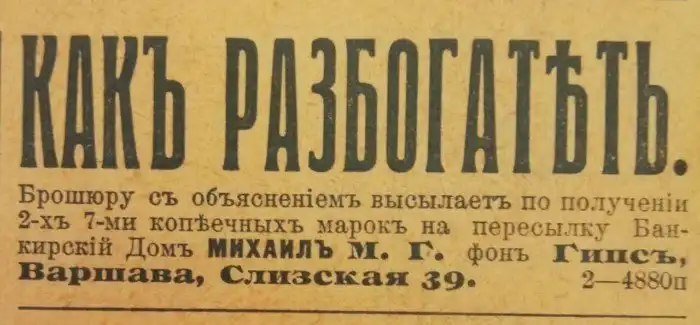 КАКЪ РАЗБОГАТѢТЬ.
Брошюру съ объясненіемъ высылаетъ по полученіи
2-хъ 7-ми копѣечныхъ марокъ на пересылку Бан-
кирскій Домъ МИХАИЛЪ М. Г. фонъ Гипсъ,
Варшава, Слизская 39. 2—4880п